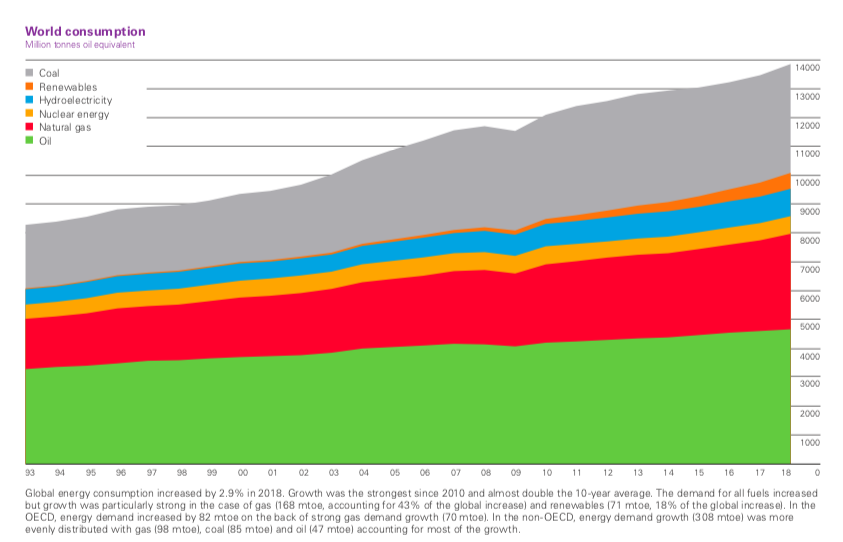 World consumption
Million tonnes oil equivalent
Coal
Renewables
Hydroelectricity
Nuclear energy
Natural gas
Oil
14000
13000
12000
11000
10000
9000
8000
7000
6000
5000
4000
3000
2000
1000
93 94 95 96 97 98 99 00 01 02 03 04 05 06 07 08 09 10 11 12 13 14 15 16 17 18 0
Global energy consumption increased by 2.9% in 2018. Growth was the strongest since 2010 and almost double the 10-year average. The demand for all fuels increased
but growth was particularly strong in the case of gas (168 mtoe, accounting for 43% of the global increase) and renewables (71 mtoe, 18% of the global increase). In the
OECD, energy demand increased by 82 mtoe on the back of strong gas demand growth (70 mtoe). In the non-OECD, energy demand growth (308 mtoe) was more
evenly distributed with gas (98 mtoe), coal (85 mtoe) and oil (47 mtoe) accounting for most of the growth.